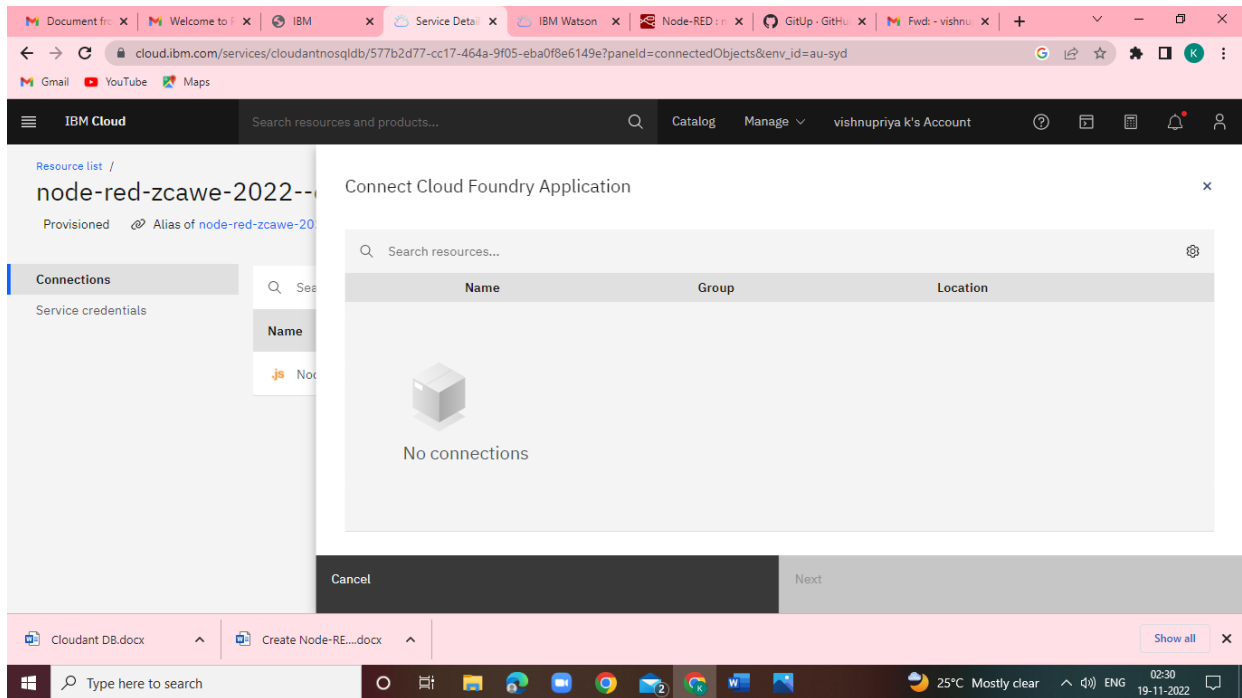 Document fro
Welcome to F
IBM
Service Detail
IBM Watson
Node-RED : n
GitUp · GitHu
Fwd: - vishnu
cloud.ibm.com/services/cloudantnosqldb/577b2d77-cc17-464a-9f05-eba0f8e6149e?paneId=connectedObjects&env_id=au-syd
K
Gmail
YouTube
Maps
IBM Cloud
Search resources and products...
Catalog
Manage
vishnupriya k's Account
Resource list /
node-red-zcawe-2022--
Provisioned
Alias of node-red-zcawe-20
Connections
Service credentials
Sea
Name
.js Nod
Connect Cloud Foundry Application
Search resources...
Name Group Location
No connections
Cancel
Next
Cloudant DB.docx
Create Node-RE....docx
Show all
Type here to search
2
25°C Mostly clear
ENG
02:30
19-11-2022